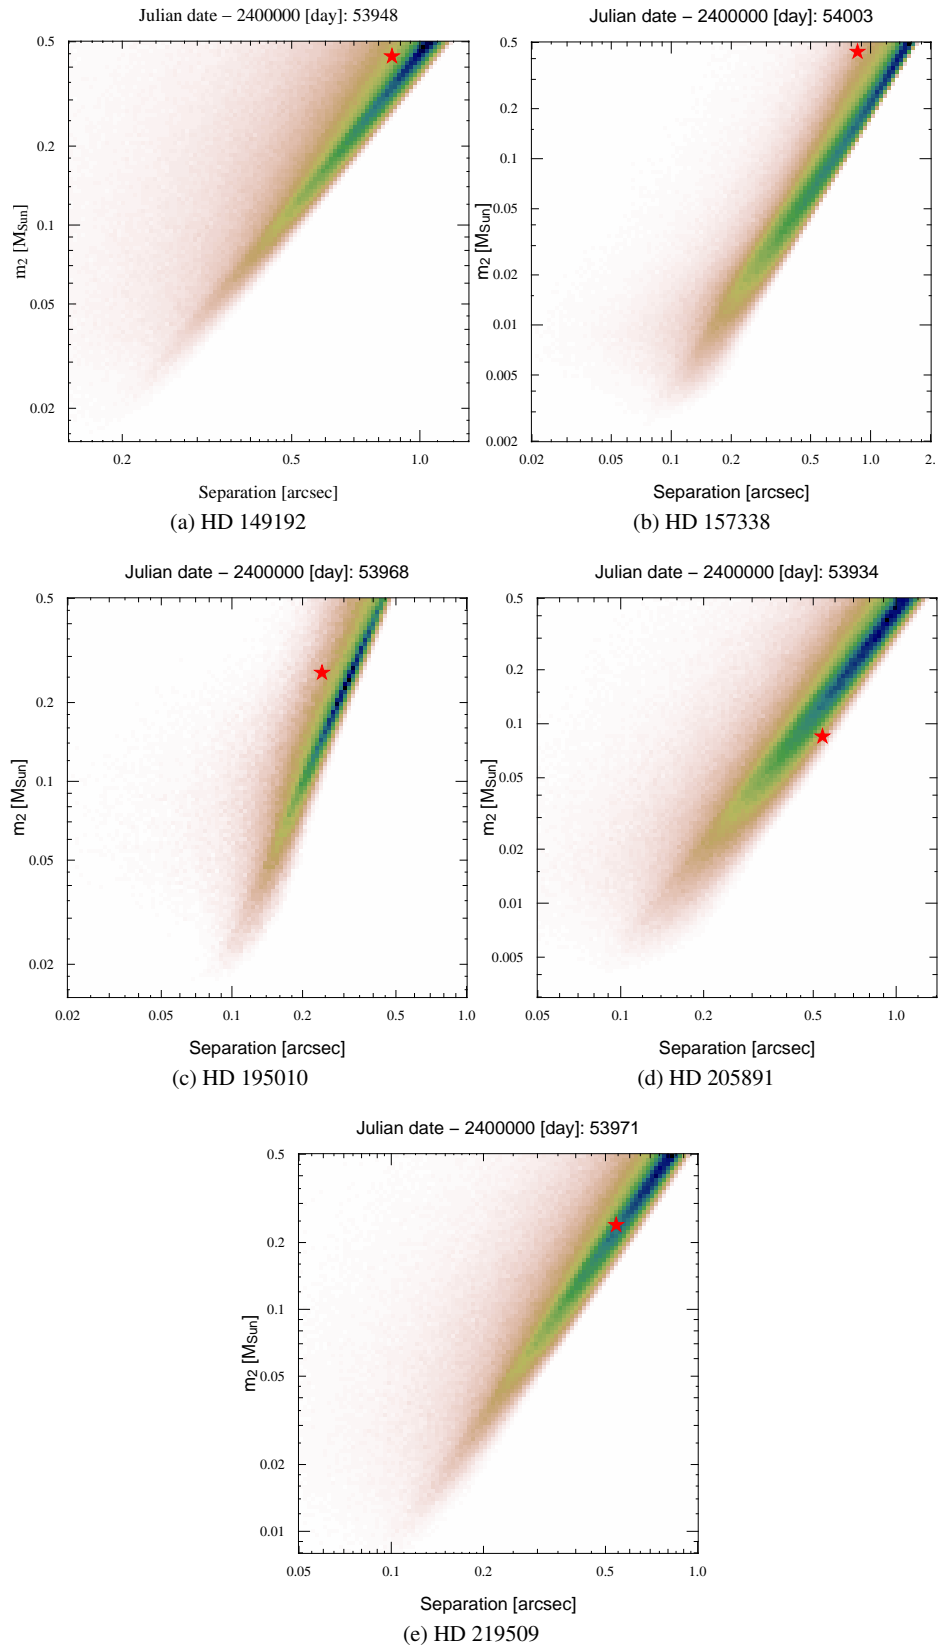 Julian date − 2400000 [day]: 53948
0.5
0.2
0.1
0.05
0.02
m2 [MSun]
0.2 0.5 1.0
Separation [arcsec]
(a) HD 149192
Julian date − 2400000 [day]: 54003
0.5
0.2
0.1
0.05
0.02
0.01
0.005
0.002
m2 [MSun]
0.02 0.05 0.1 0.2 0.5 1.0 2.
Separation [arcsec]
(b) HD 157338
Julian date − 2400000 [day]: 53968
0.5
0.2
0.1
0.05
0.02
m2 [MSun]
0.02 0.05 0.1 0.2 0.5 1.0
Separation [arcsec]
(c) HD 195010
Julian date − 2400000 [day]: 53934
0.5
0.2
0.1
0.05
0.02
0.01
0.005
m2 [MSun]
0.05 0.1 0.2 0.5 1.0
Separation [arcsec]
(d) HD 205891
Julian date − 2400000 [day]: 53971
0.5
0.2
0.1
0.05
0.02
0.01
m2 [MSun]
0.05 0.1 0.2 0.5 1.0
Separation [arcsec]
(e) HD 219509